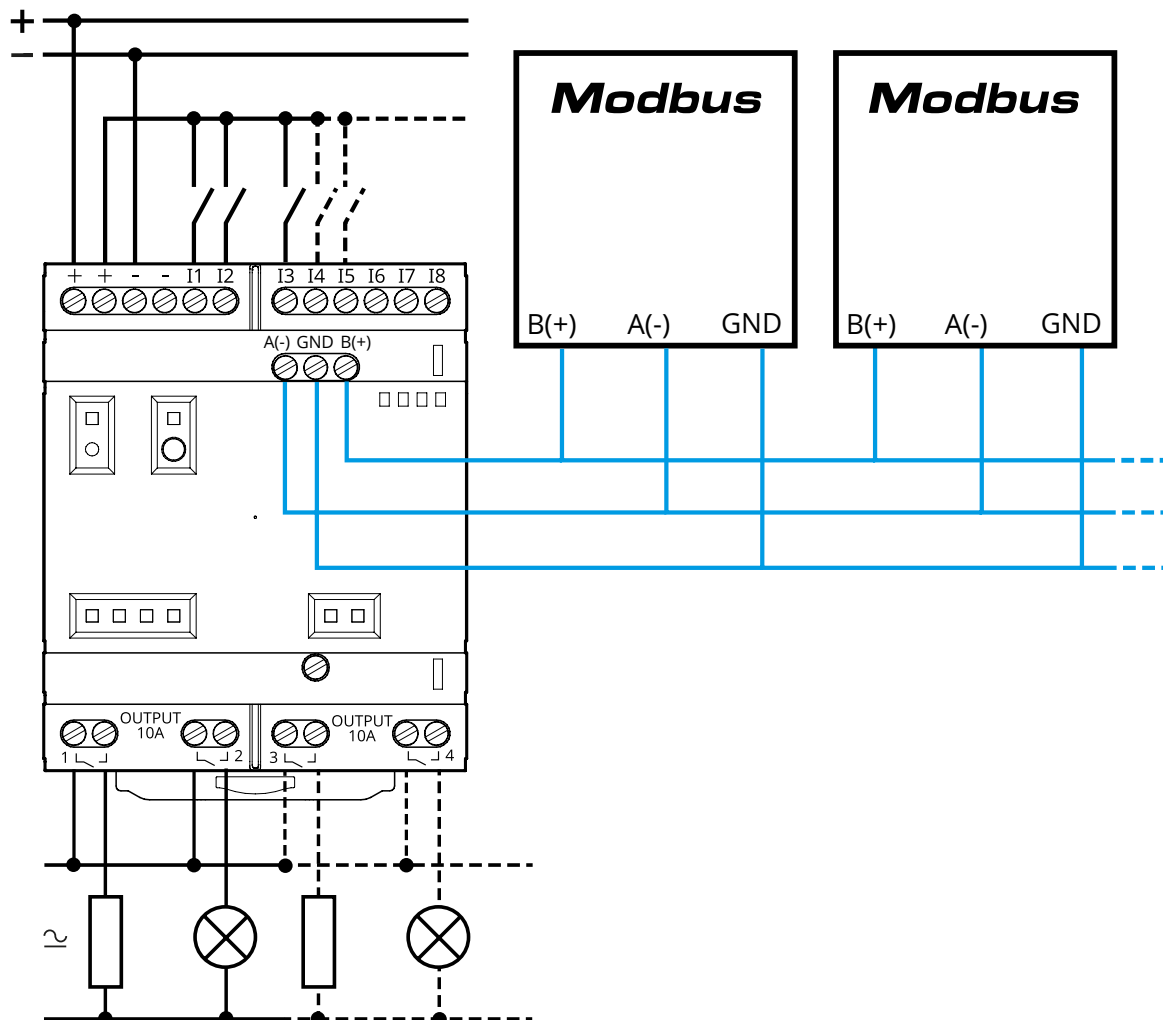 +
−
Modbus
Modbus
+ + - - I1 I2 I3 I4 I5 I6 I7 I8
B(+) A(-) GND
B(+) A(-) GND
A(-) GND B(+)
OUTPUT
10A
OUTPUT
10A
1 2 3 4